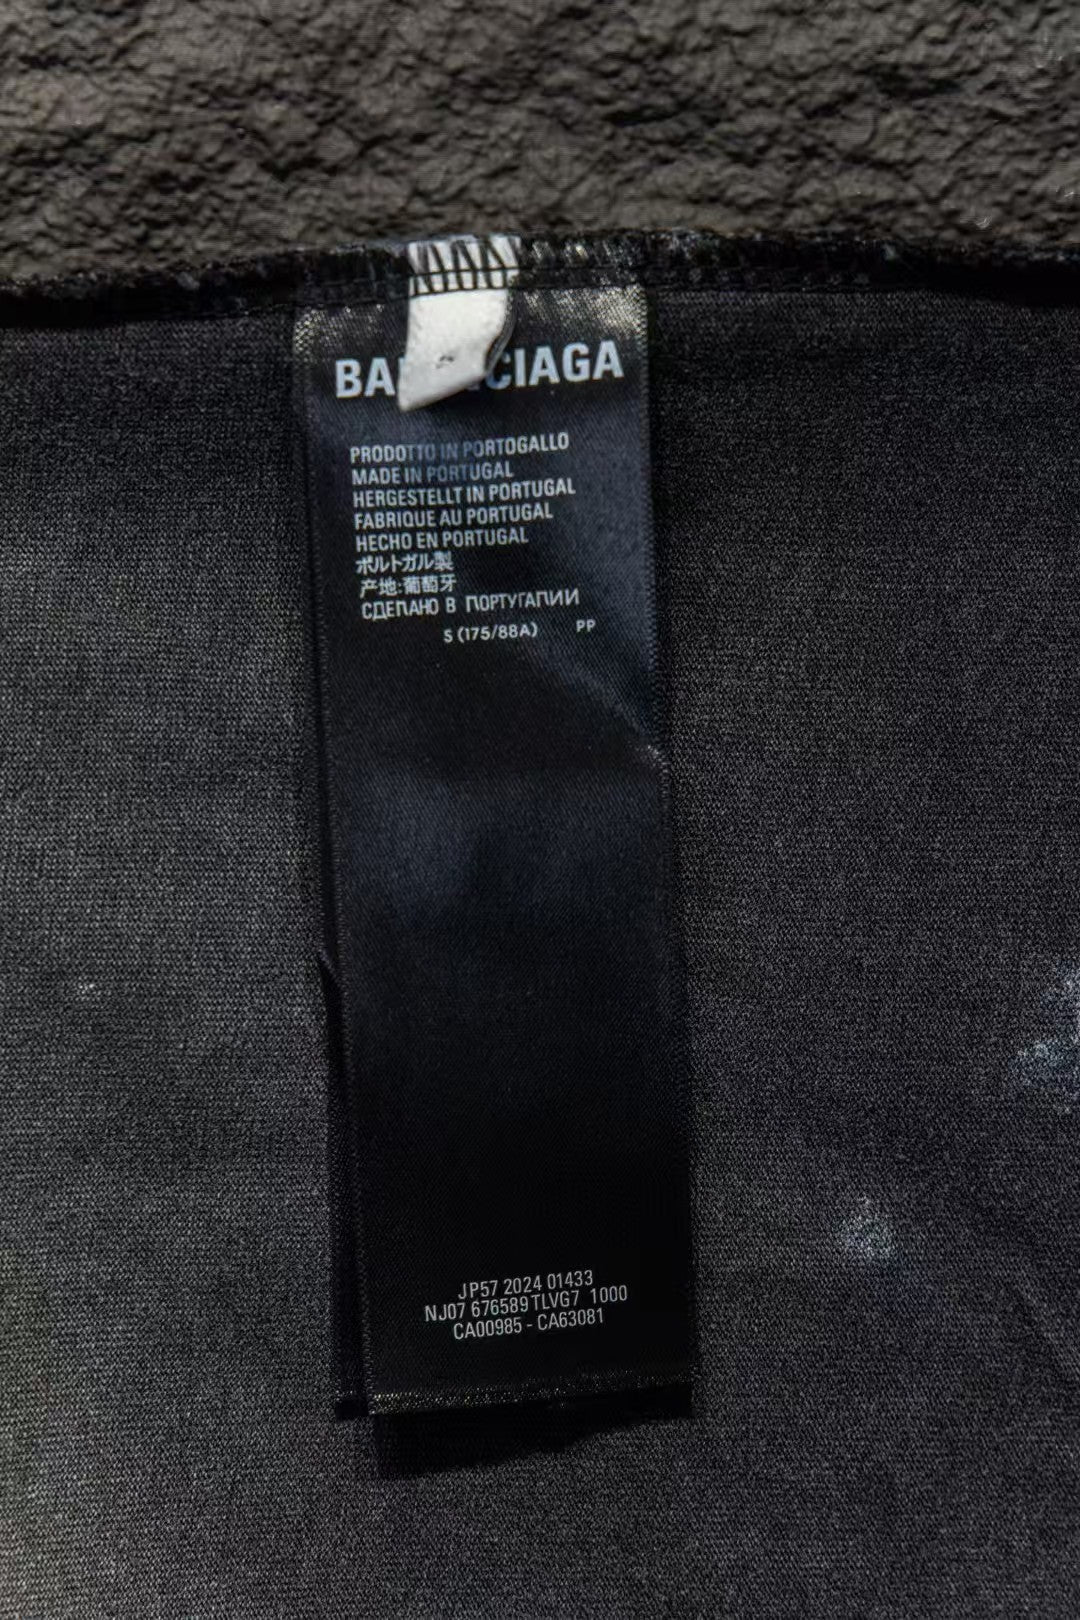 BA CIAGA
PRODOTTO IN PORTOGALLO
MADE IN PORTUGAL
HERGESTELLT IN PORTUGAL
FABRIQUE AU PORTUGAL
HECHO EN PORTUGAL
ポルトガル製
产地:葡萄牙
СДЕПАНО В ПОРТУГАПИИ
S (175/88A) PP
JP57 2024 01433
NJ07 676589 TLVG7 1000
CA00985 - CA63081